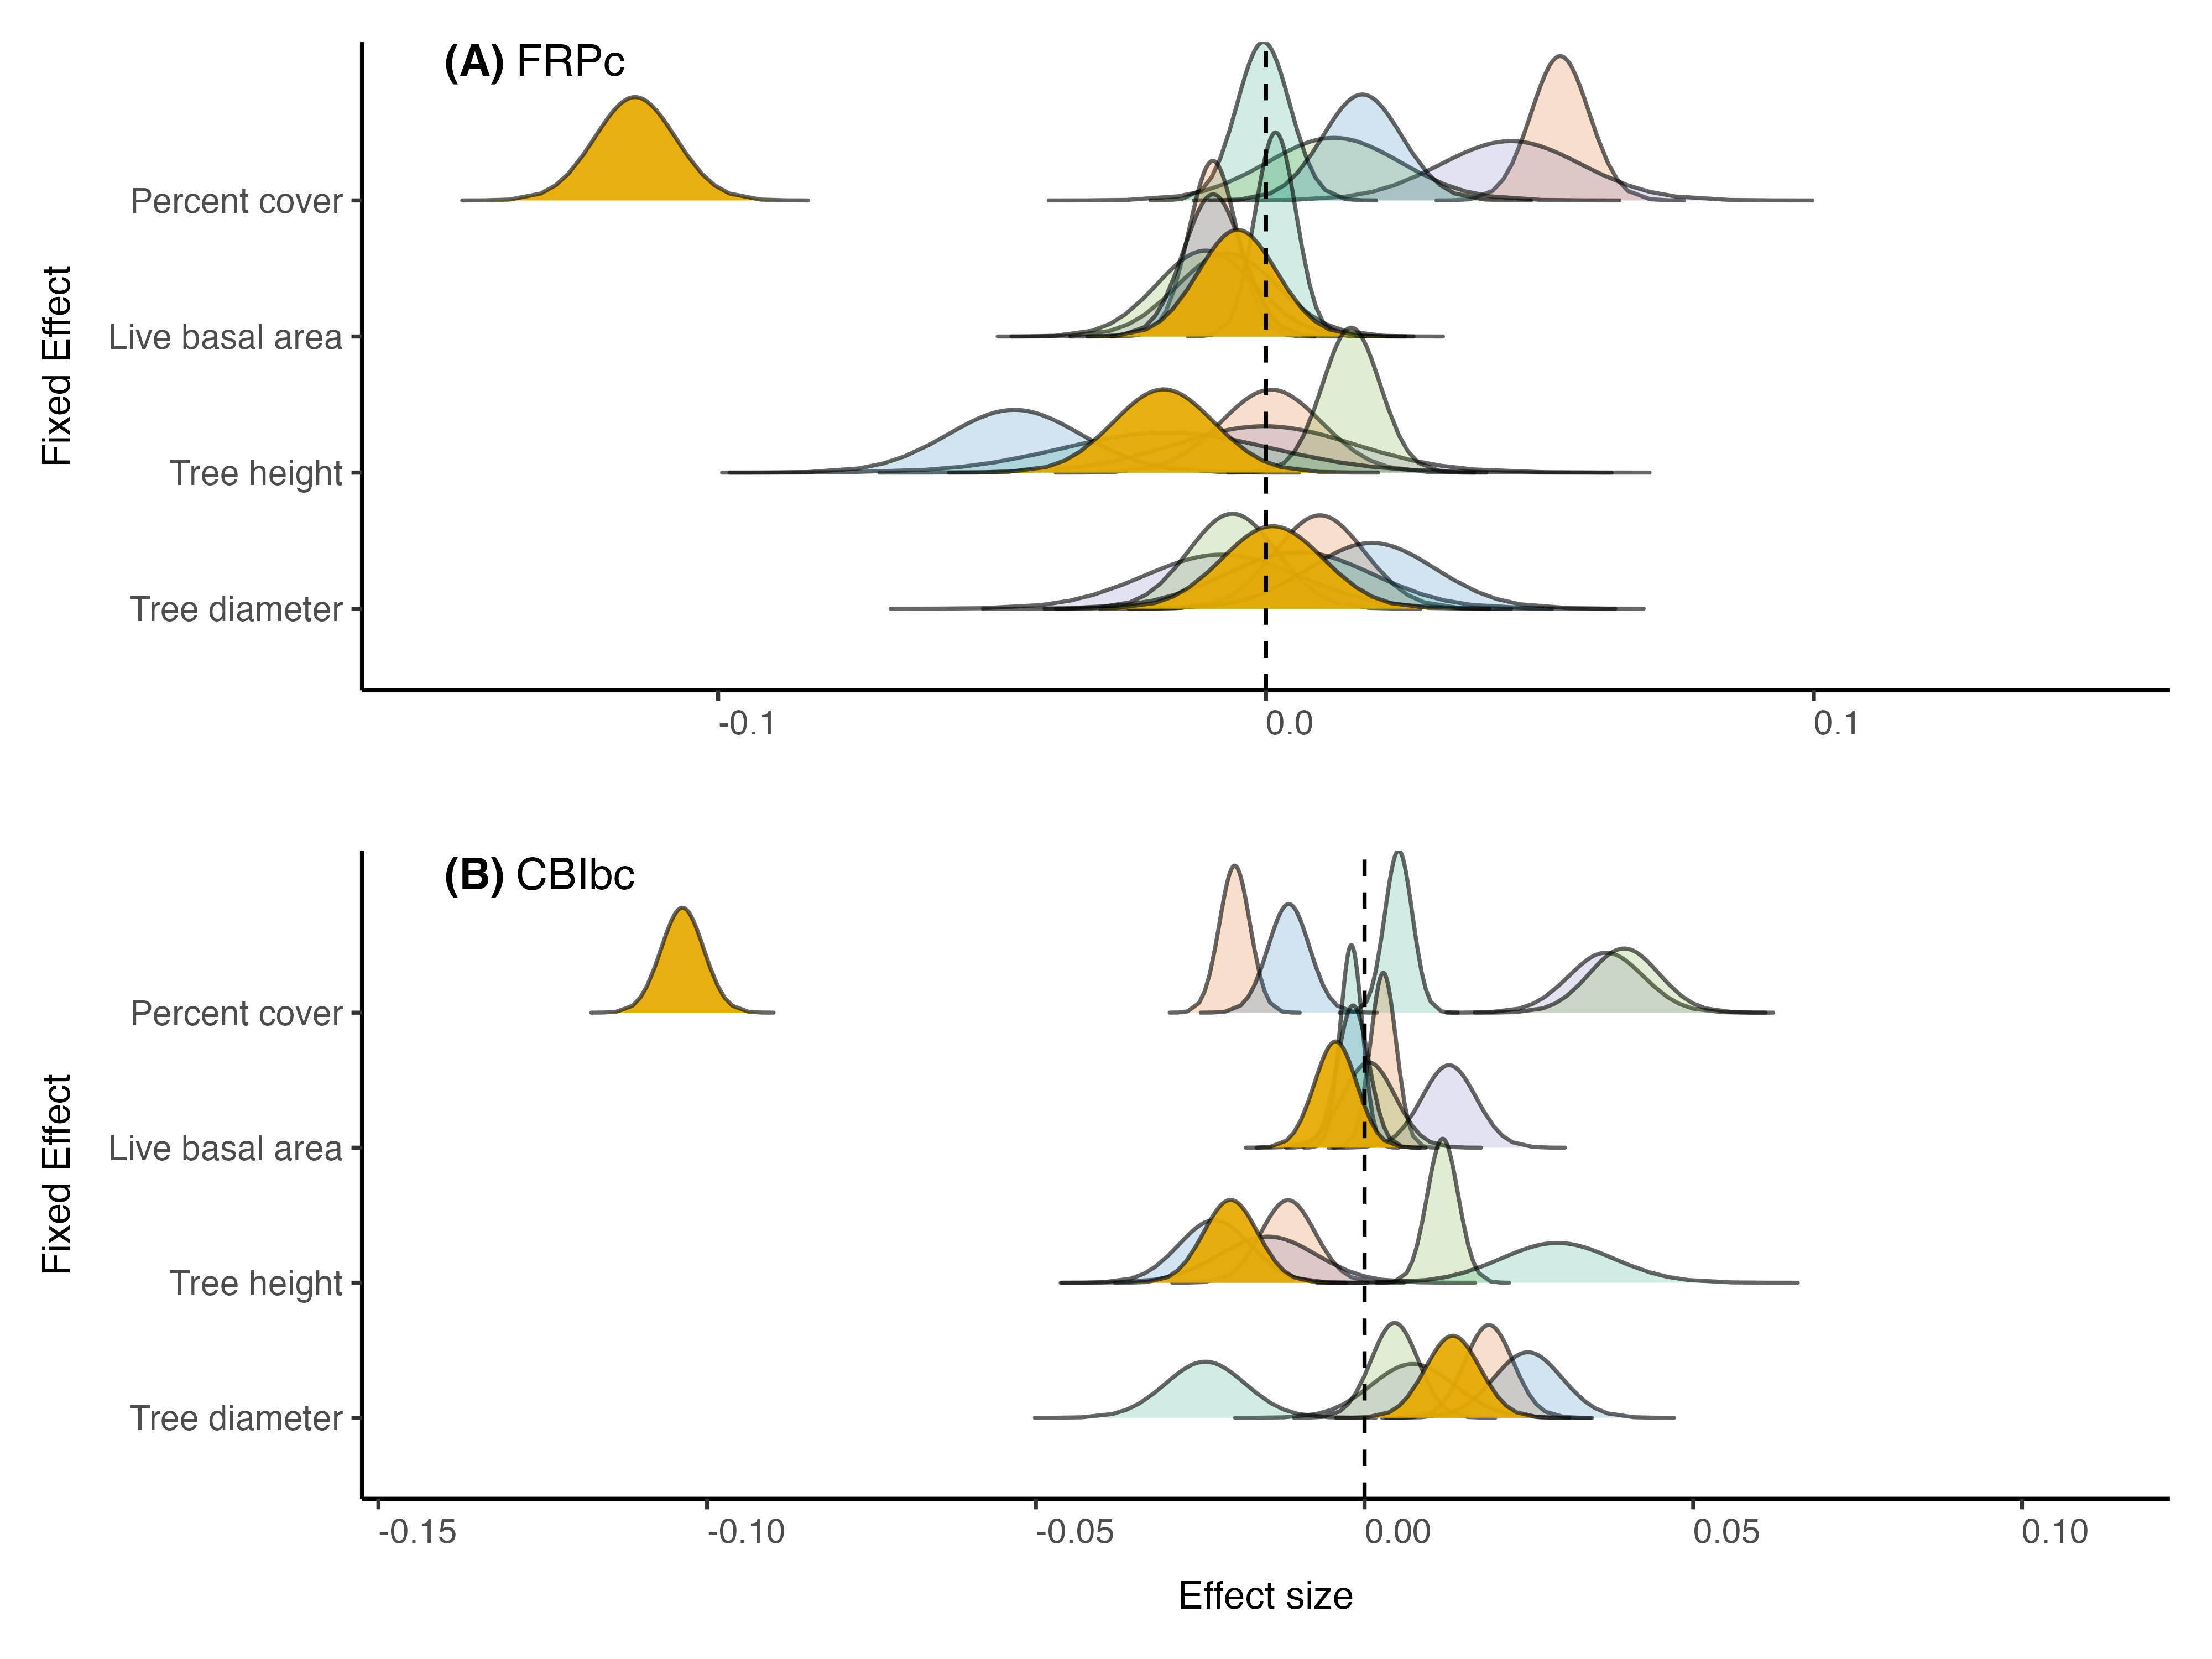 (A) FRPc
Percent cover
Live basal area
Tree height
Tree diameter
Fixed Effect
-0.1 0.0 0.1
(B) CBIbc
Percent cover
Live basal area
Tree height
Tree diameter
Fixed Effect
-0.15 -0.10 -0.05 0.00 0.05 0.10
Effect size